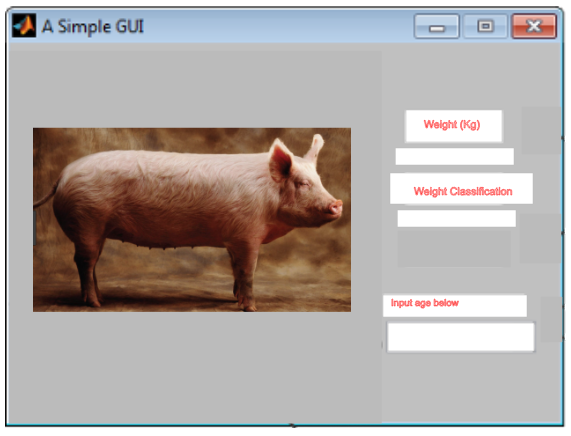 A Simple GUI
Weight (Kg)
Weight Classification
Input age below